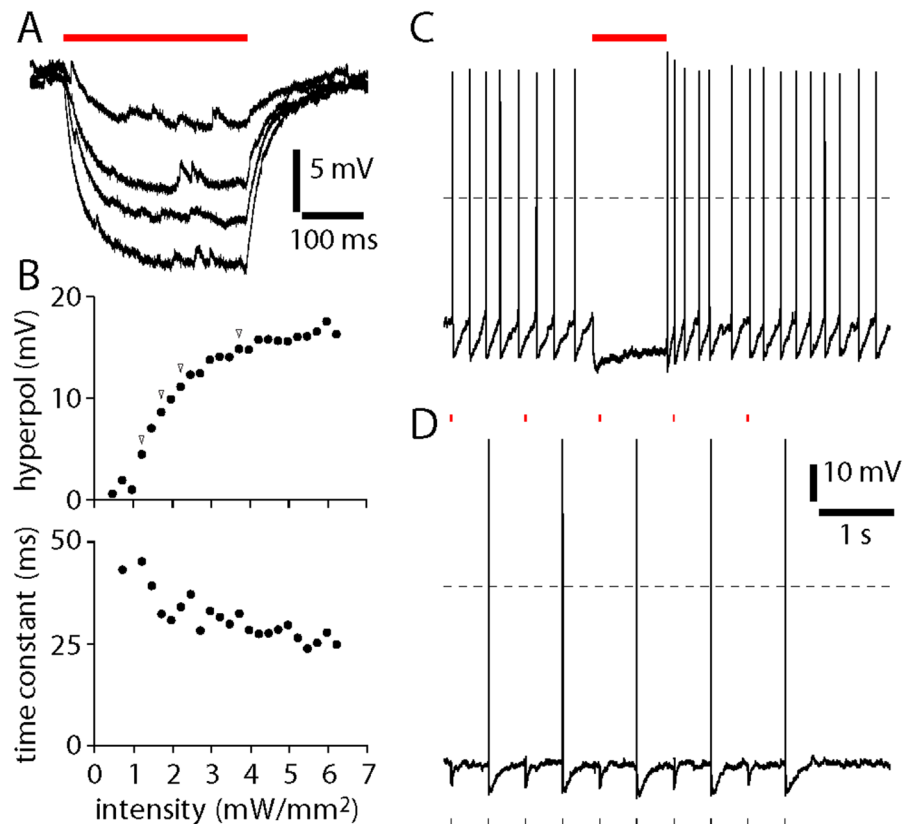 A
5 mV
100 ms
B
20
10
0
hyperpol (mV)
50
25
0
time constant (ms)
0 1 2 3 4 5 6 7
intensity (mW/mm²)
C
D
10 mV
1 s